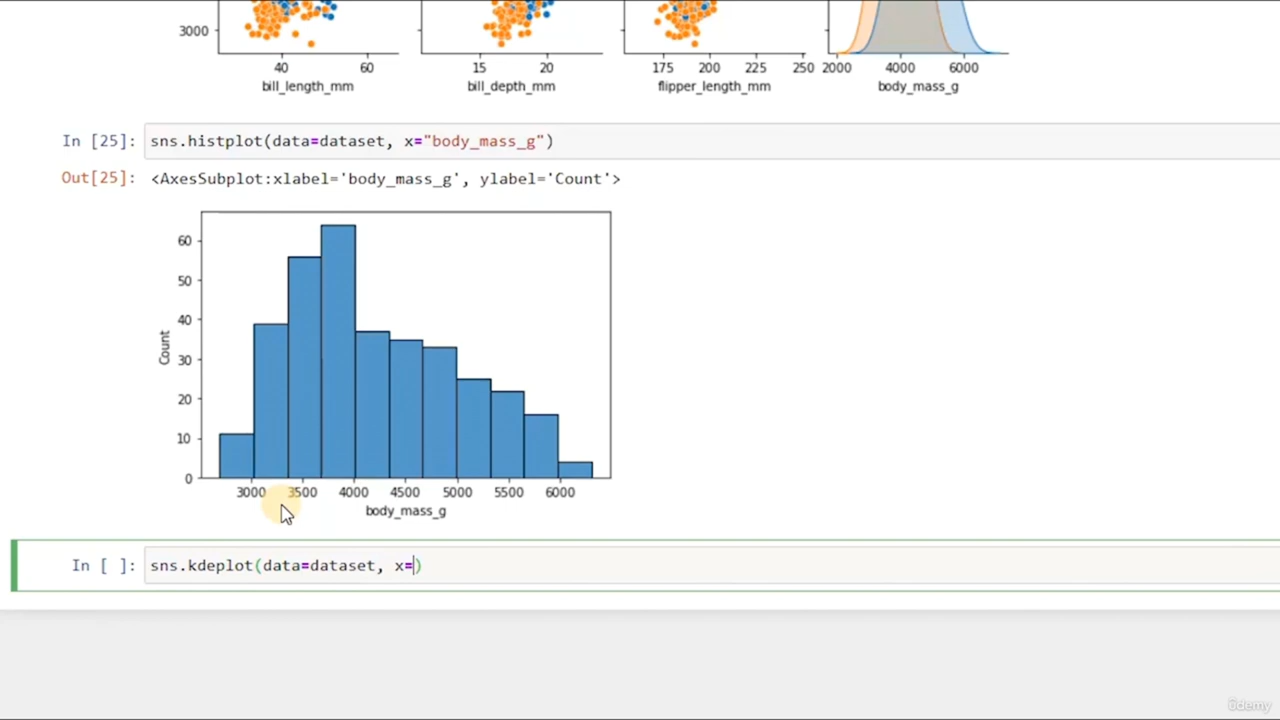 3000
40 60 15 20 175 200 225 250 2000 4000 6000
bill_length_mm bill_depth_mm flipper_length_mm body_mass_g
In [25]: sns.histplot(data=dataset, x="body_mass_g")
Out[25]: <AxesSubplot:xlabel='body_mass_g', ylabel='Count'>
60
50
40
Count
30
20
10
0
3000 3500 4000 4500 5000 5500 6000
body_mass_g
In [ ]: sns.kdeplot(data=dataset, x=)
ûdemy